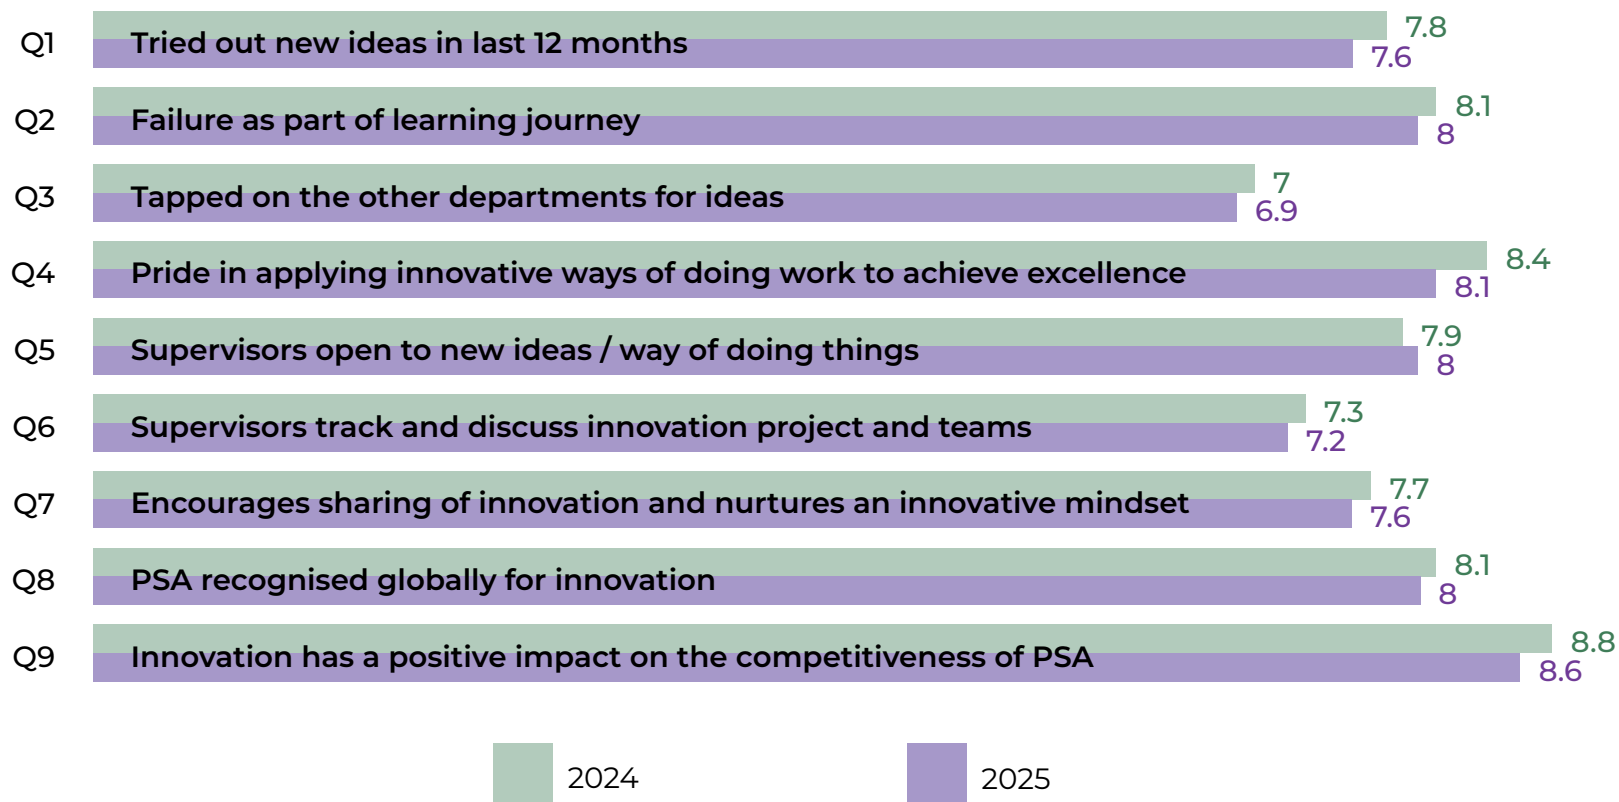 Q1 Tried out new ideas in last 12 months 7.8
7.6
Q2 Failure as part of learning journey 8.1
8
Q3 Tapped on the other departments for ideas 7
6.9
Q4 Pride in applying innovative ways of doing work to achieve excellence 8.4
8.1
Q5 Supervisors open to new ideas / way of doing things 7.9
8
Q6 Supervisors track and discuss innovation project and teams 7.3
7.2
Q7 Encourages sharing of innovation and nurtures an innovative mindset 7.7
7.6
Q8 PSA recognised globally for innovation 8.1
8
Q9 Innovation has a positive impact on the competitiveness of PSA 8.8
8.6
2024 2025